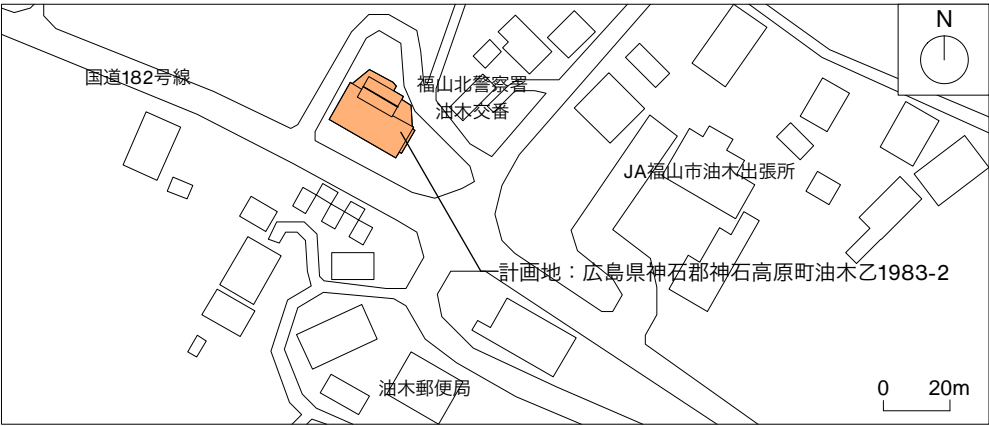 N
国道182号線
福山北警察署
油木交番
JA福山市油木出張所
計画地：広島県神石郡神石高原町油木乙1983-2
油木郵便局
0 20m